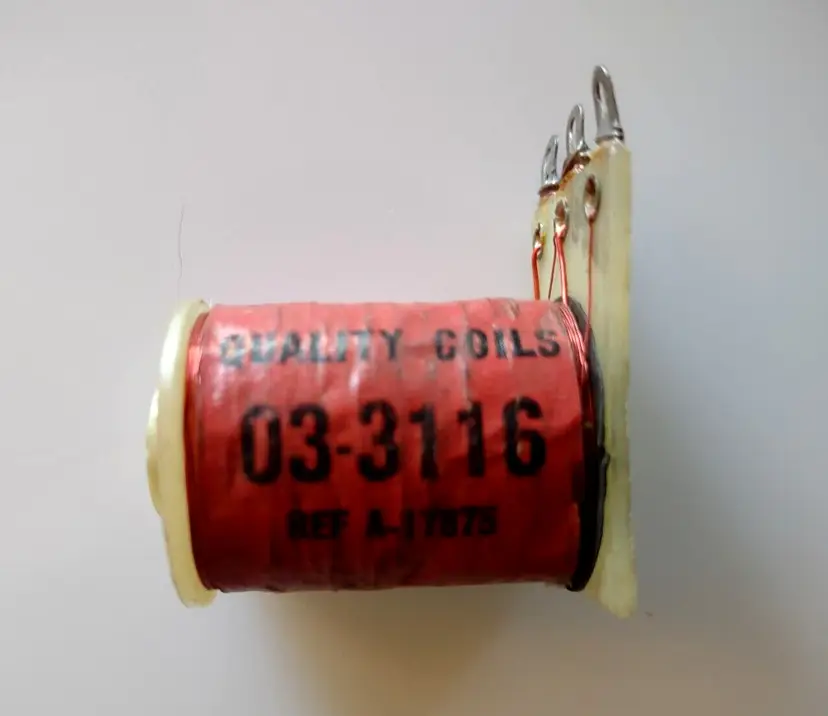 QUALITY COILS
03-3116
REF A-17875